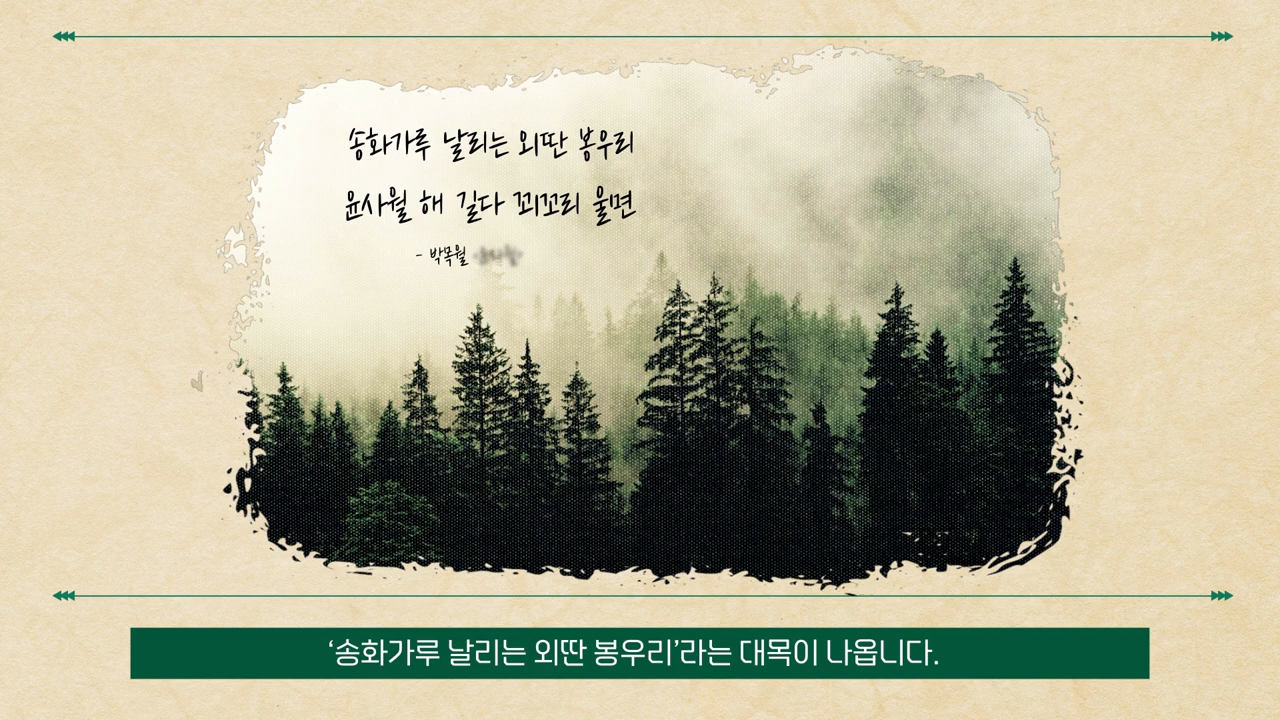 송화가루 날리는 외딴 봉우리
윤사월 해 길다 꾀꼬리 울면
- 박목월
‘송화가루 날리는 외딴 봉우리’라는 대목이 나옵니다.